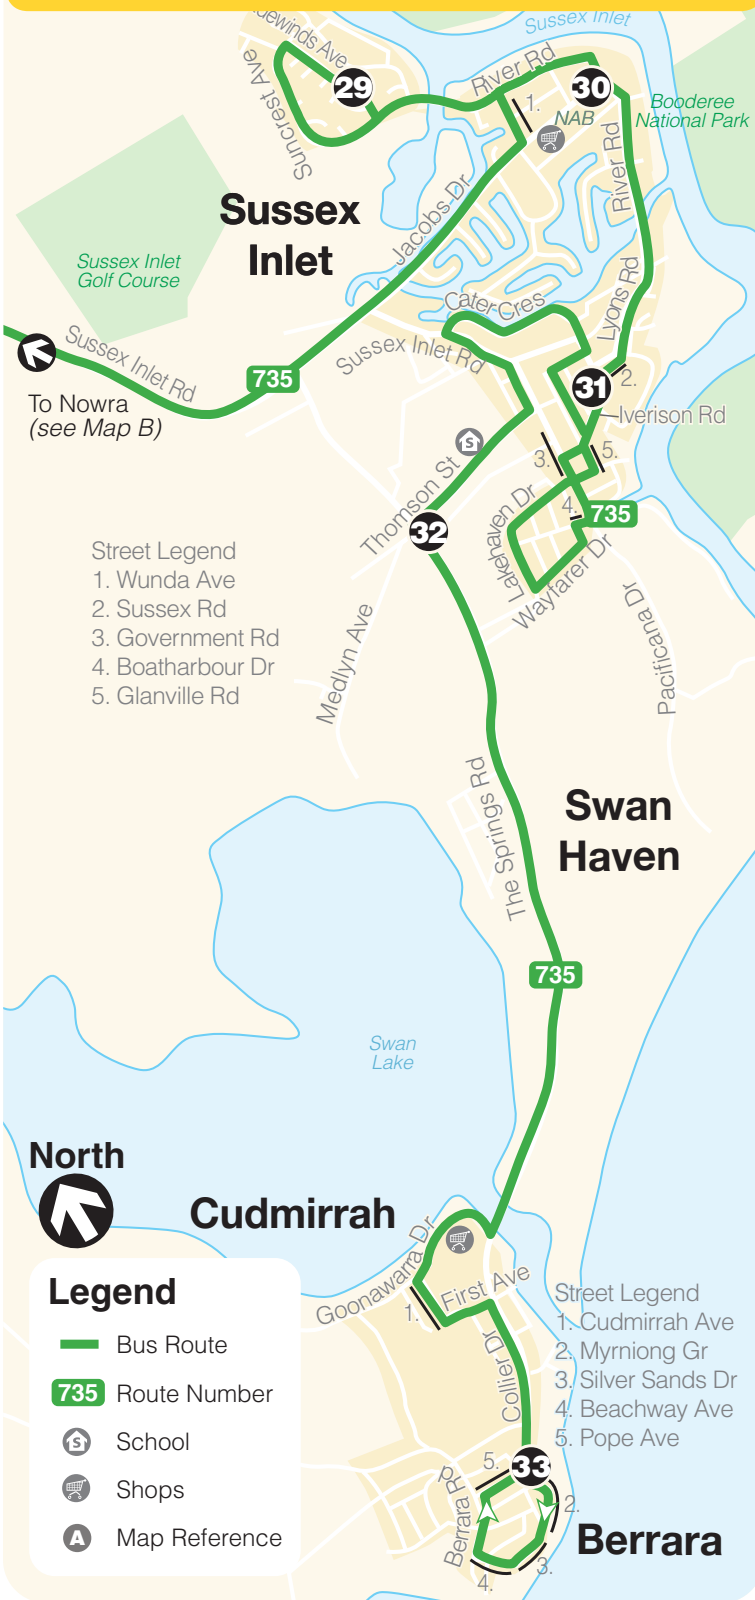 Sussex Inlet
Suncrest Ave
29
River Rd
30
1.
NAB
Booderee
National Park
River Rd
Sussex
Inlet
Jacobs Dr
Sussex Inlet
Golf Course
Cater Cres
Lyons Rd
Sussex Inlet Rd
Sussex Inlet Rd
735
2.
31
To Nowra
(see Map B)
Iverison Rd
S
3.
5.
Thomson St
4.
735
Lakehaven Dr
32
Wayfarer Dr
Street Legend
1. Wunda Ave
2. Sussex Rd
3. Government Rd
4. Boatharbour Dr
5. Glanville Rd
Medlyn Ave
Pacificana Dr
The Springs Rd
Swan
Haven
735
Swan
Lake
North
Cudmirrah
Goonawarra Dr
First Ave
1.
Collier Dr
Street Legend
1. Cudmirrah Ave
2. Myrniong Gr
3. Silver Sands Dr
4. Beachway Ave
5. Pope Ave
Legend
Bus Route
735 Route Number
S School
Shops
A Map Reference
5.
33
Berrara Rd
2.
Berrara
3.
4.